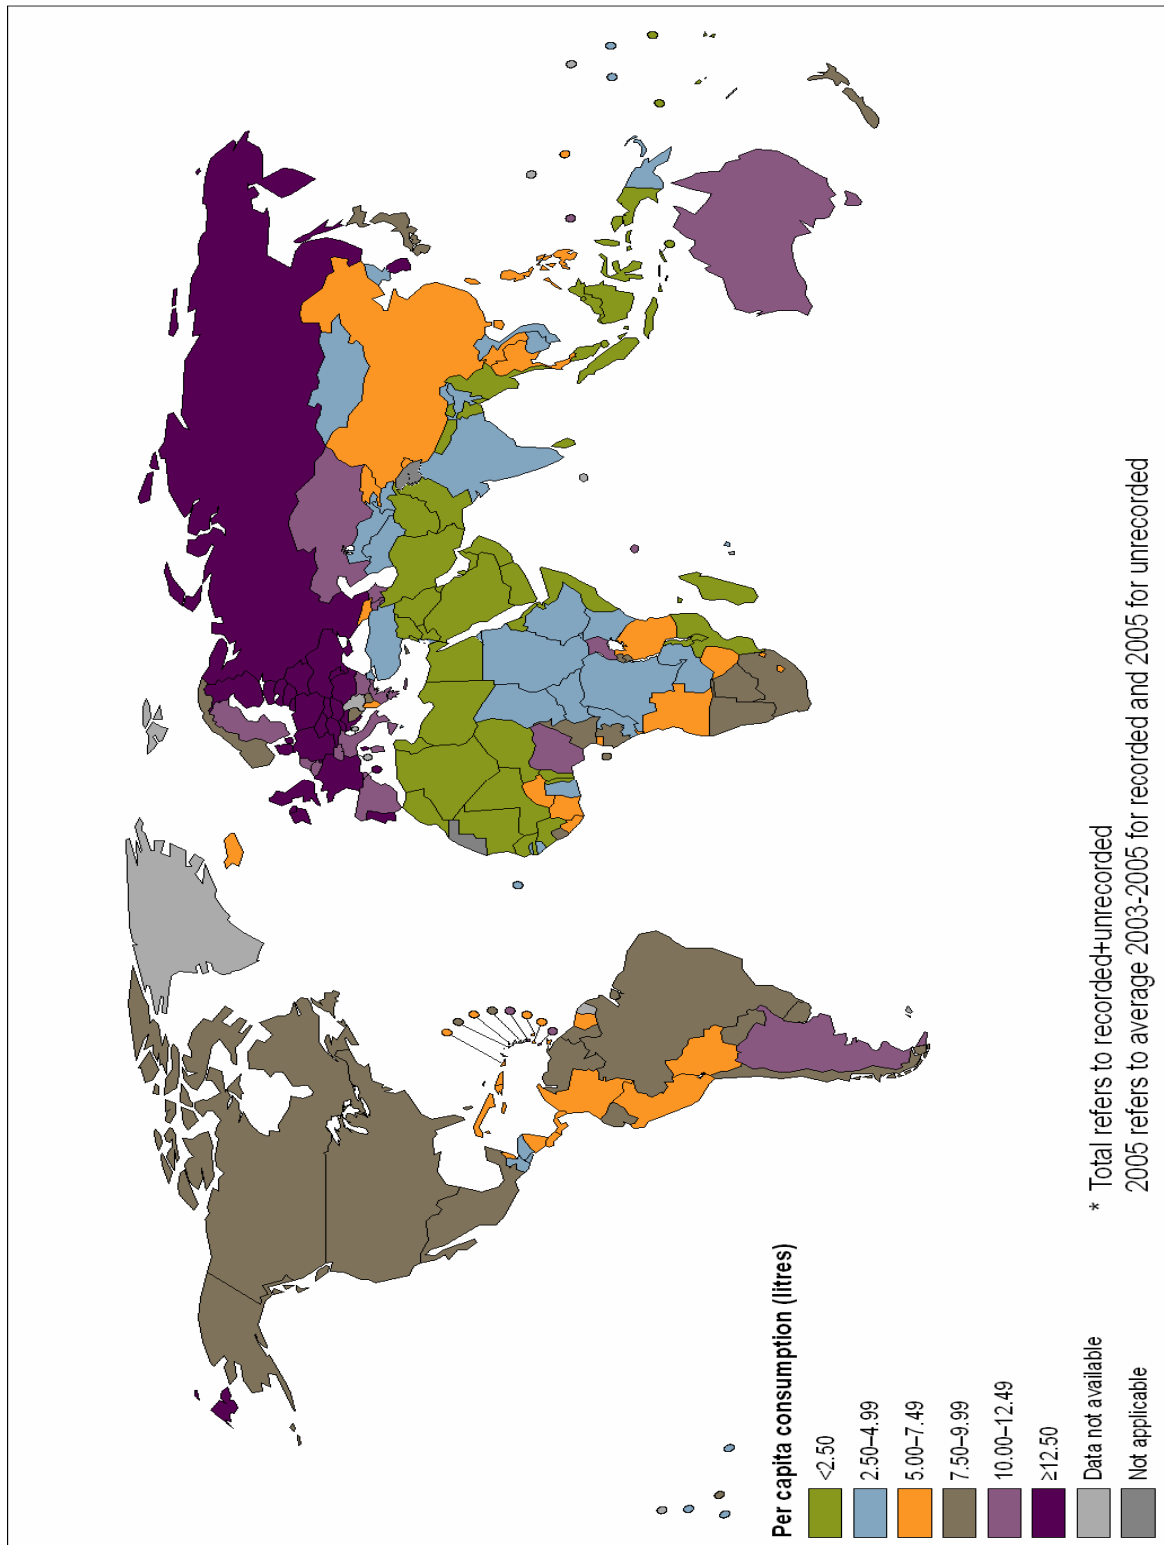 Per capita consumption (litres)
<2.50
2.50–4.99
5.00–7.49
7.50–9.99
10.00–12.49
≥12.50
Data not available
Not applicable
* Total refers to recorded+unrecorded
2005 refers to average 2003-2005 for recorded and 2005 for unrecorded